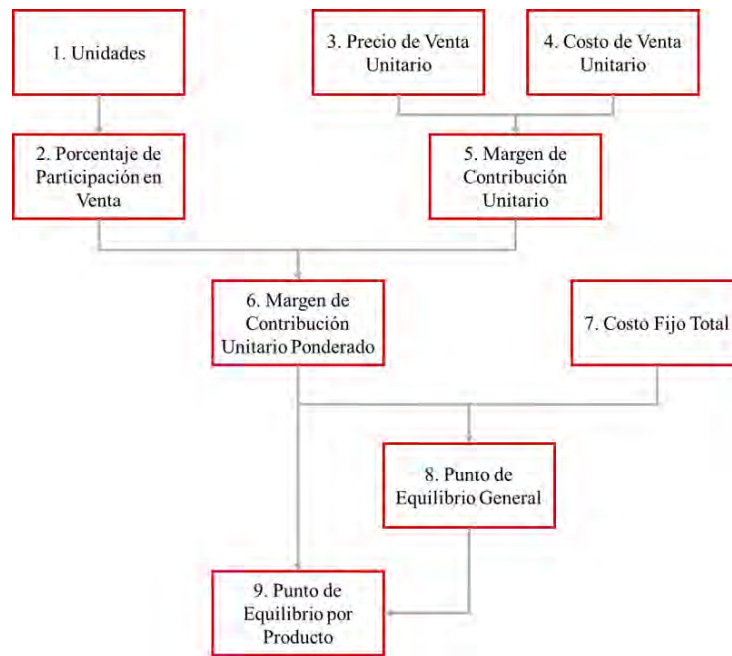 1. Unidades
3. Precio de Venta
Unitario
4. Costo de Venta
Unitario
2. Porcentaje de
Participación en
Venta
5. Margen de
Contribución
Unitario
6. Margen de
Contribución
Unitario Ponderado
7. Costo Fijo Total
8. Punto de
Equilibrio General
9. Punto de
Equilibrio por
Producto